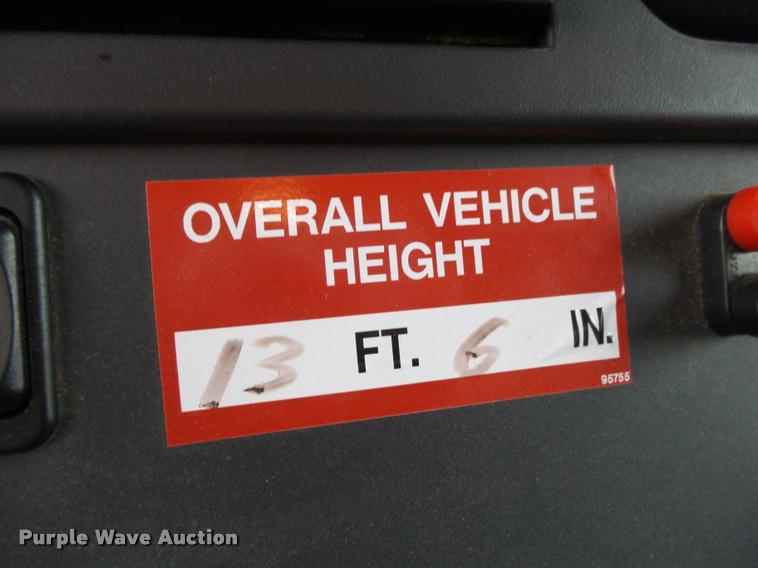 OVERALL VEHICLE
HEIGHT
13 FT. 6 IN.
95755
Purple Wave Auction